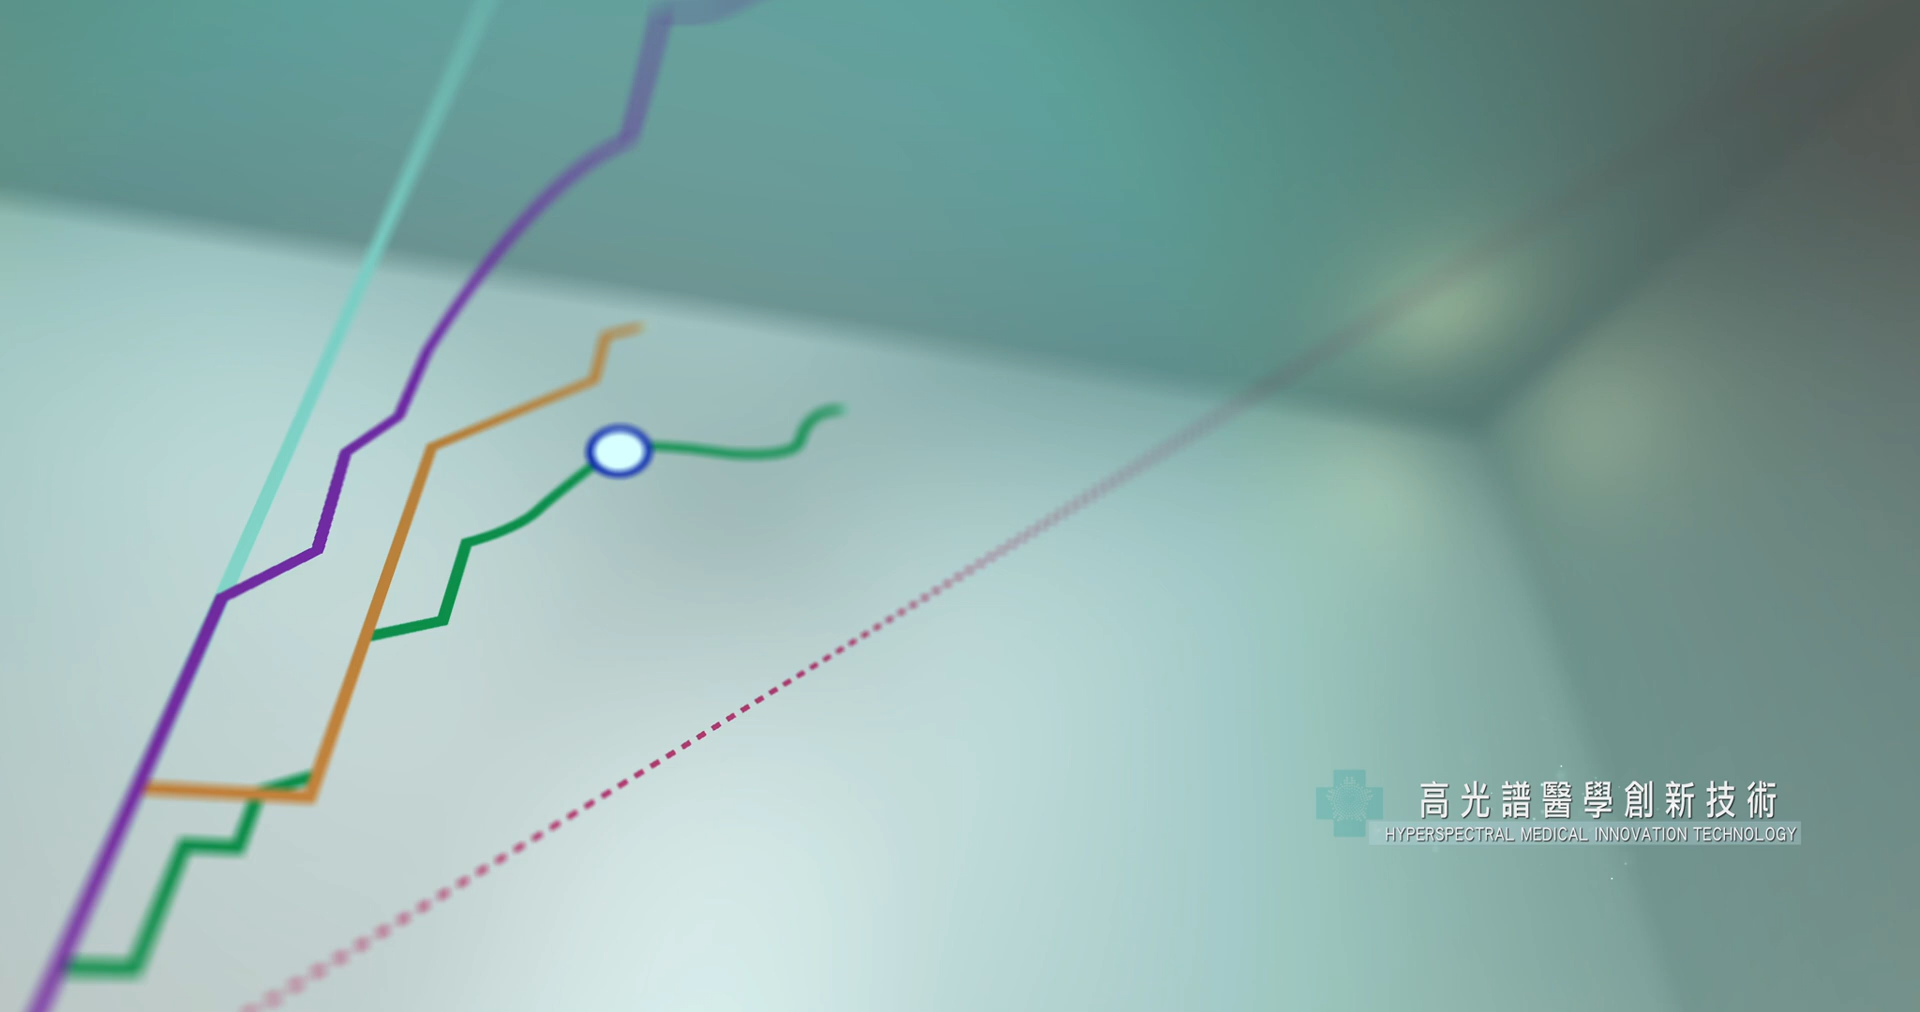 高光譜醫學創新技術
HYPERSPECTRAL MEDICAL INNOVATION TECHNOLOGY